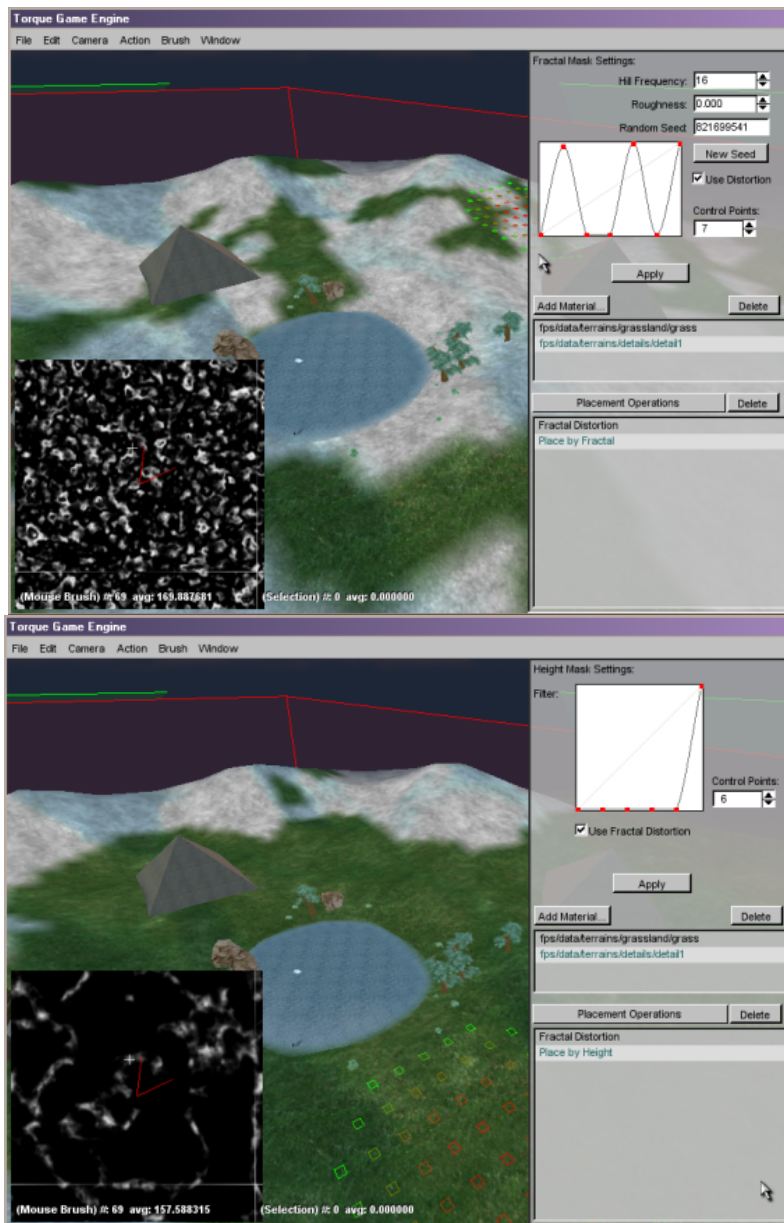 Torque Game Engine
File Edit Camera Action Brush Window
Fractal Mask Settings:
Hill Frequency: 16
Roughness: 0.000
Random Seed: 821699541
New Seed
Use Distortion
Control Points:
7
Apply
Add Material... Delete
fps/data/terrains/grassland/grass
fps/data/terrains/details/detail1
Placement Operations Delete
Fractal Distortion
Place by Fractal
(Mouse Brush) #: 69 avg: 169.887681 (Selection) #: 0 avg: 0.000000
Torque Game Engine
File Edit Camera Action Brush Window
Height Mask Settings:
Filter:
Control Points:
6
Use Fractal Distortion
Apply
Add Material... Delete
fps/data/terrains/grassland/grass
fps/data/terrains/details/detail1
Placement Operations Delete
Fractal Distortion
Place by Height
(Mouse Brush) #: 69 avg: 157.588315 (Selection) #: 0 avg: 0.000000